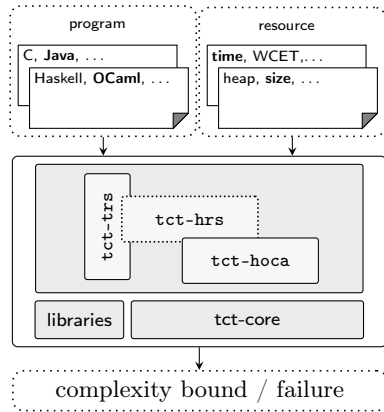 program
resource
C, Java, ...
time, WCET,...
Haskell, OCaml, ...
heap, size, ...
tct-trs
tct-hrs
tct-hoca
libraries
tct-core
complexity bound / failure